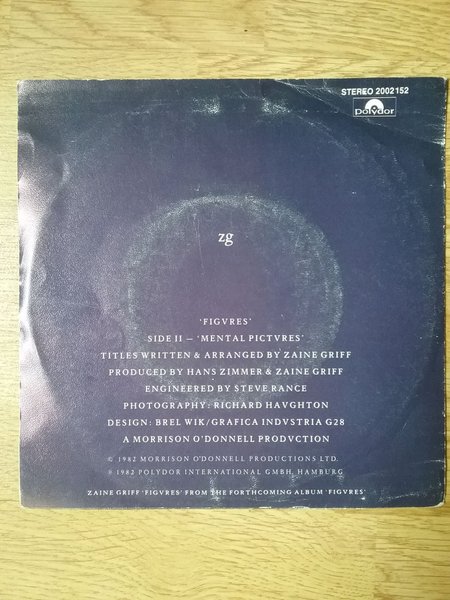 STEREO 2002 152
Polydor
zg
'FIGVRES'
SIDE II – 'MENTAL PICTVRES'
TITLES WRITTEN & ARRANGED BY ZAINE GRIFF
PRODUCED BY HANS ZIMMER & ZAINE GRIFF
ENGINEERED BY STEVE RANCE
PHOTOGRAPHY: RICHARD HAVGHTON
DESIGN: BREL WIK/GRAFICA INDVSTRIA G28
A MORRISON O'DONNELL PRODVCTION
© 1982 MORRISON O'DONNELL PRODUCTIONS LTD.
℗ 1982 POLYDOR INTERNATIONAL GMBH, HAMBURG
ZAINE GRIFF 'FIGVRES' FROM THE FORTHCOMING ALBUM 'FIGVRES'